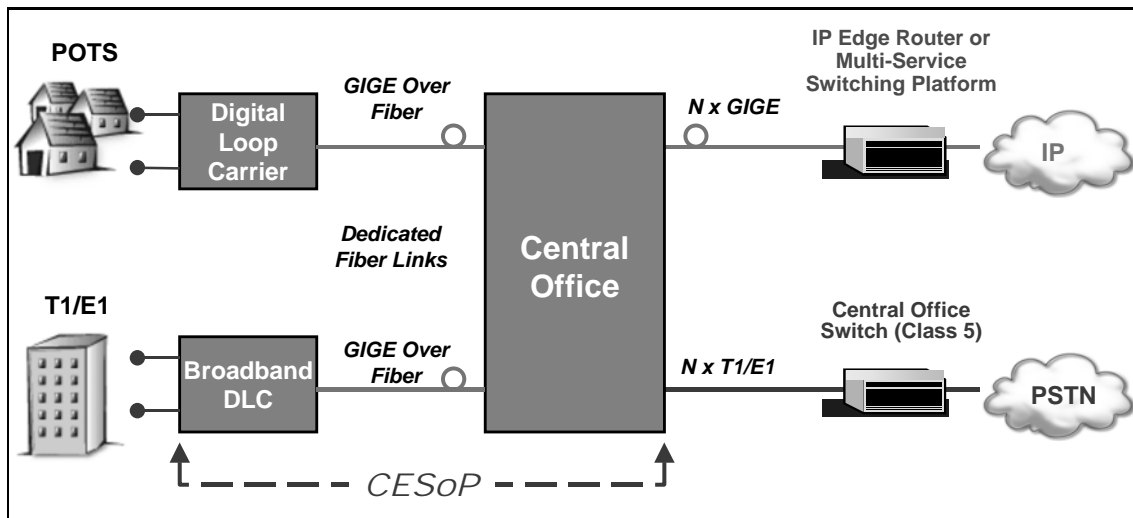 POTS
Digital
Loop
Carrier
GIGE Over
Fiber
Dedicated
Fiber Links
T1/E1
Broadband
DLC
GIGE Over
Fiber
Central
Office
N x GIGE
IP Edge Router or
Multi-Service
Switching Platform
IP
N x T1/E1
Central Office
Switch (Class 5)
PSTN
CESoP